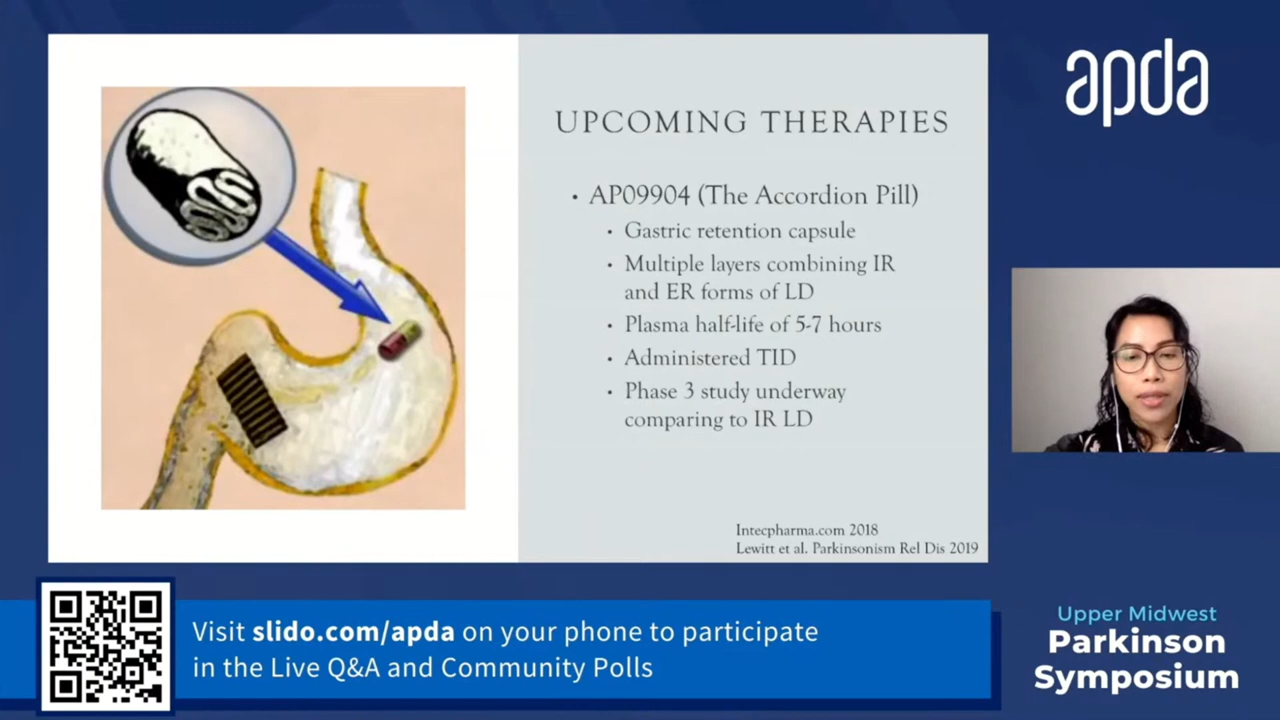 UPCOMING THERAPIES
• AP09904 (The Accordion Pill)
• Gastric retention capsule
• Multiple layers combining IR
and ER forms of LD
• Plasma half-life of 5-7 hours
• Administered TID
• Phase 3 study underway
comparing to IR LD
Intecpharma.com 2018
Lewitt et al. Parkinsonism Rel Dis 2019
apda
Visit slido.com/apda on your phone to participate
in the Live Q&A and Community Polls
Upper Midwest
Parkinson
Symposium